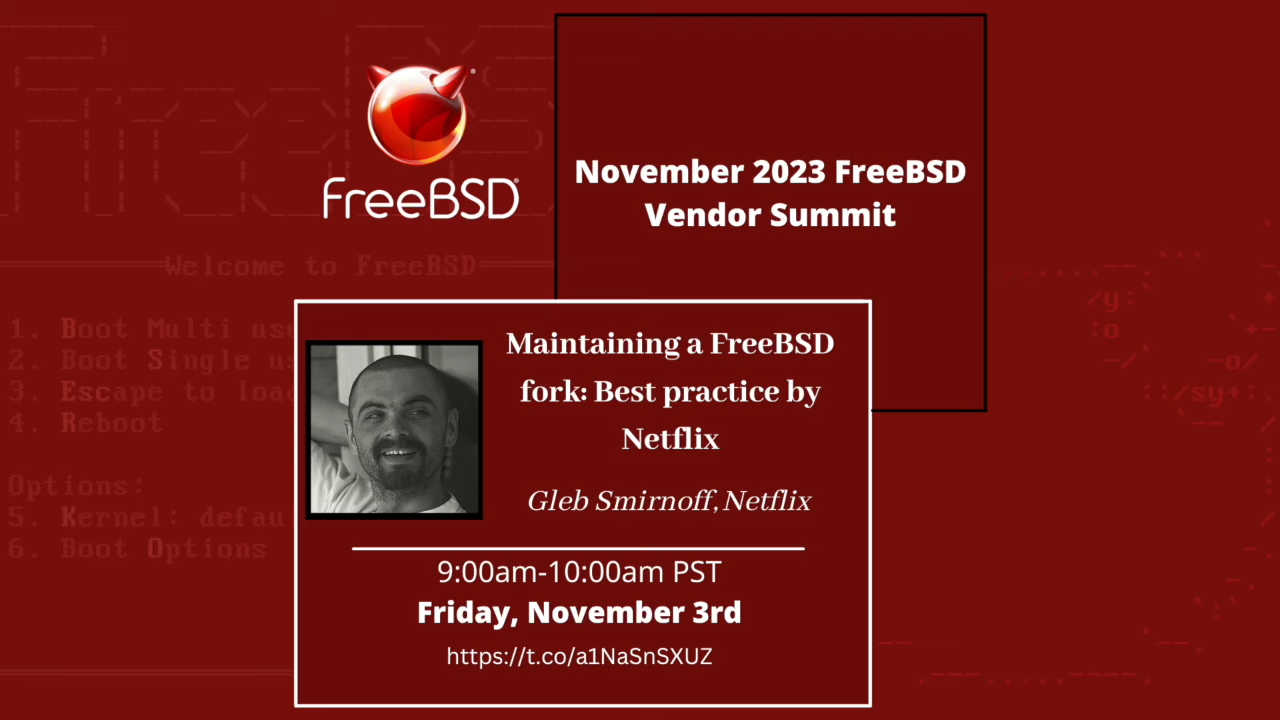 FreeBSD
November 2023 FreeBSD
Vendor Summit
Welcome to FreeBSD
1. Boot Multi use
2. Boot Single us
3. Escape to load
4. Reboot
Options:
5. Kernel: defau
6. Boot Options
Maintaining a FreeBSD
fork: Best practice by
Netflix
Gleb Smirnoff, Netflix
9:00am-10:00am PST
Friday, November 3rd
https://t.co/a1NaSnSXUZ